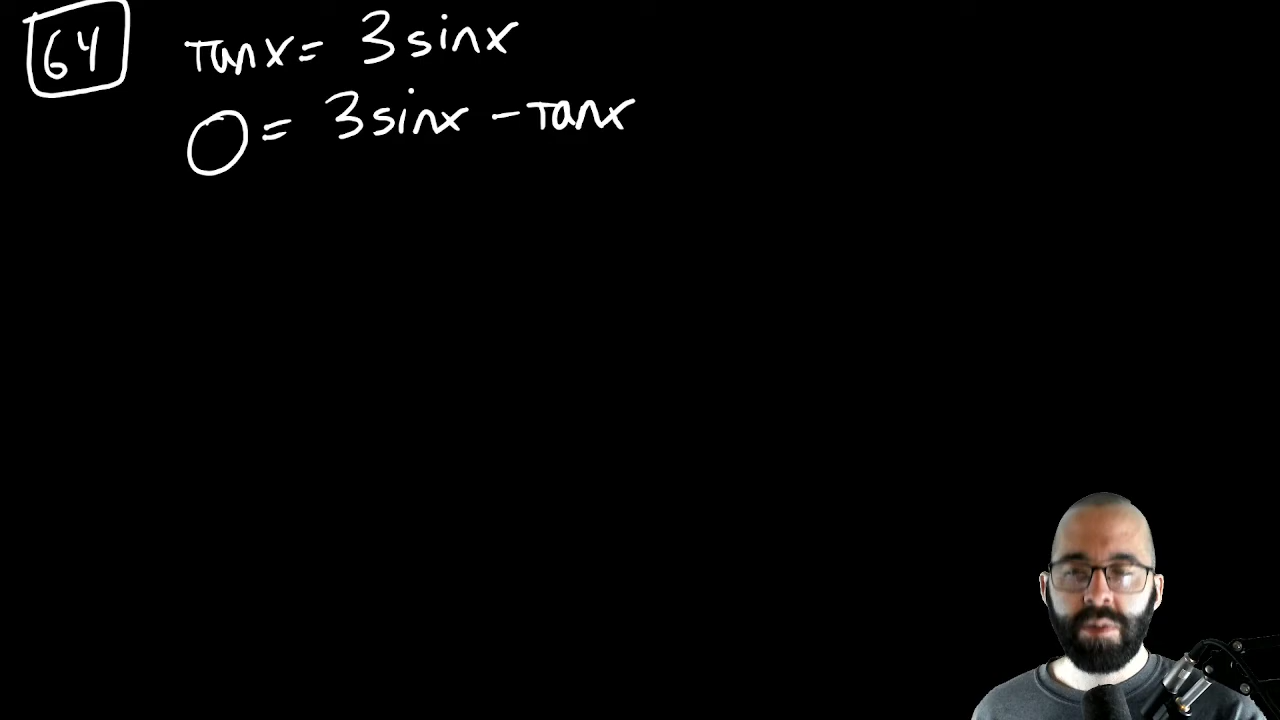 64 tanx = 3sinx
0 = 3sinx - tanx